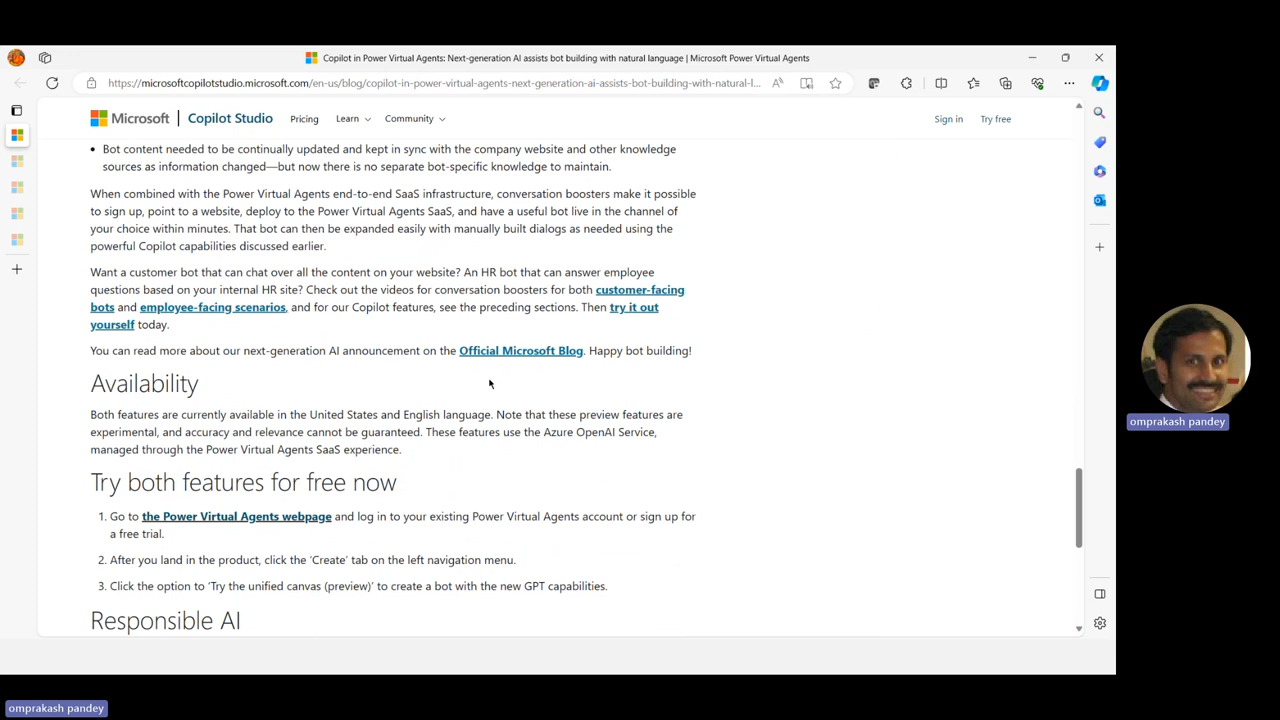 Copilot in Power Virtual Agents: Next-generation AI assists bot building with natural language | Microsoft Power Virtual Agents
https://microsoftcopilotstudio.microsoft.com/en-us/blog/copilot-in-power-virtual-agents-next-generation-ai-assists-bot-building-with-natural-l...
Microsoft | Copilot Studio Pricing Learn Community Sign in Try free
• Bot content needed to be continually updated and kept in sync with the company website and other knowledge
sources as information changed—but now there is no separate bot-specific knowledge to maintain.
When combined with the Power Virtual Agents end-to-end SaaS infrastructure, conversation boosters make it possible
to sign up, point to a website, deploy to the Power Virtual Agents SaaS, and have a useful bot live in the channel of
your choice within minutes. That bot can then be expanded easily with manually built dialogs as needed using the
powerful Copilot capabilities discussed earlier.
Want a customer bot that can chat over all the content on your website? An HR bot that can answer employee
questions based on your internal HR site? Check out the videos for conversation boosters for both customer-facing
bots and employee-facing scenarios, and for our Copilot features, see the preceding sections. Then try it out
yourself today.
You can read more about our next-generation AI announcement on the Official Microsoft Blog. Happy bot building!
Availability
Both features are currently available in the United States and English language. Note that these preview features are
experimental, and accuracy and relevance cannot be guaranteed. These features use the Azure OpenAI Service,
managed through the Power Virtual Agents SaaS experience.
Try both features for free now
1. Go to the Power Virtual Agents webpage and log in to your existing Power Virtual Agents account or sign up for
a free trial.
2. After you land in the product, click the ‘Create’ tab on the left navigation menu.
3. Click the option to ‘Try the unified canvas (preview)’ to create a bot with the new GPT capabilities.
Responsible AI
omprakash pandey
omprakash pandey